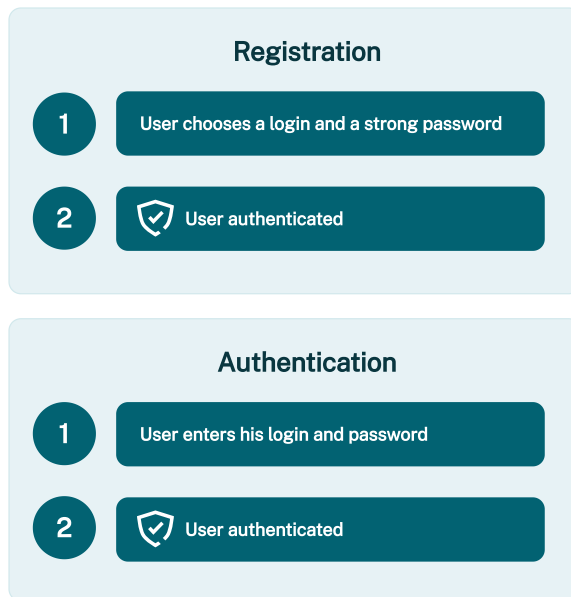 Registration
1
User chooses a login and a strong password
2
User authenticated
Authentication
1
User enters his login and password
2
User authenticated